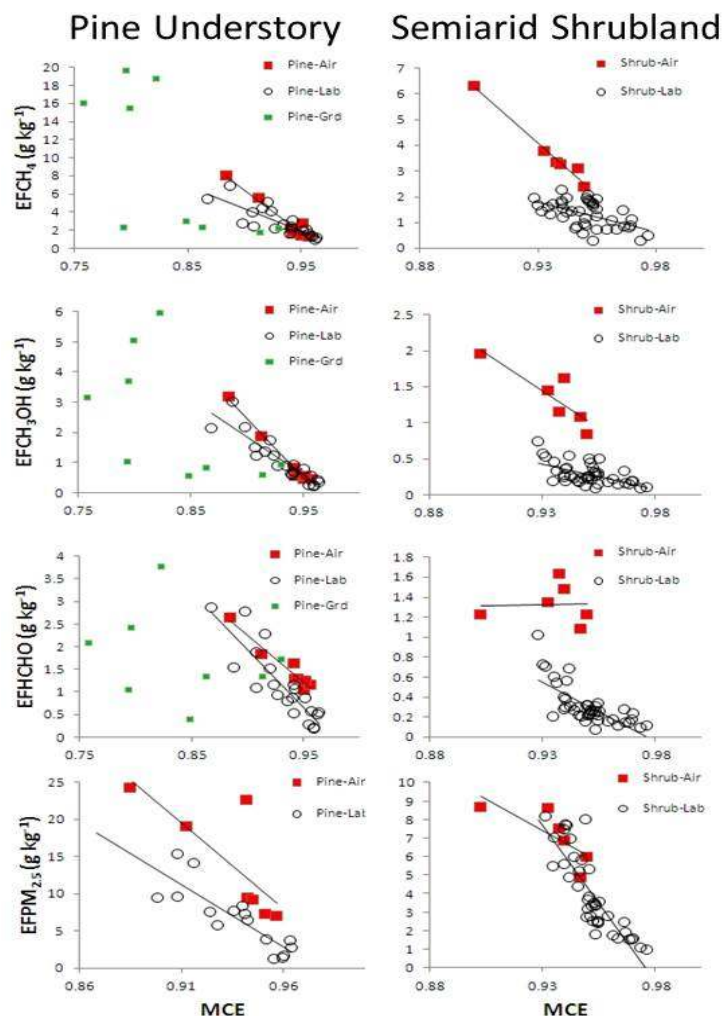 Pine Understory
Semiarid Shrubland
EFCH4 (g kg-1)
20
18
16
14
12
10
8
6
4
2
0
0.75 0.85 0.95
Pine-Air
Pine-Lab
Pine-Grd
7
6
5
4
3
2
1
0
0.88 0.93 0.98
Shrub-Air
Shrub-Lab
EFCH3OH (g kg-1)
6
5
4
3
2
1
0
0.75 0.85 0.95
Pine-Air
Pine-Lab
Pine-Grd
2.5
2
1.5
1
0.5
0
0.88 0.93 0.98
Shrub-Air
Shrub-Lab
EFHCHO (g kg-1)
4
3.5
3
2.5
2
1.5
1
0.5
0
0.75 0.85 0.95
Pine-Air
Pine-Lab
Pine-Grd
1.8
1.6
1.4
1.2
1
0.8
0.6
0.4
0.2
0
0.88 0.93 0.98
Shrub-Air
Shrub-Lab
EFPM2.5 (g kg-1)
25
20
15
10
5
0
0.86 0.91 0.96
MCE
Pine-Air
Pine-Lab
10
9
8
7
6
5
4
3
2
1
0
0.88 0.93 0.98
MCE
Shrub-Air
Shrub-Lab